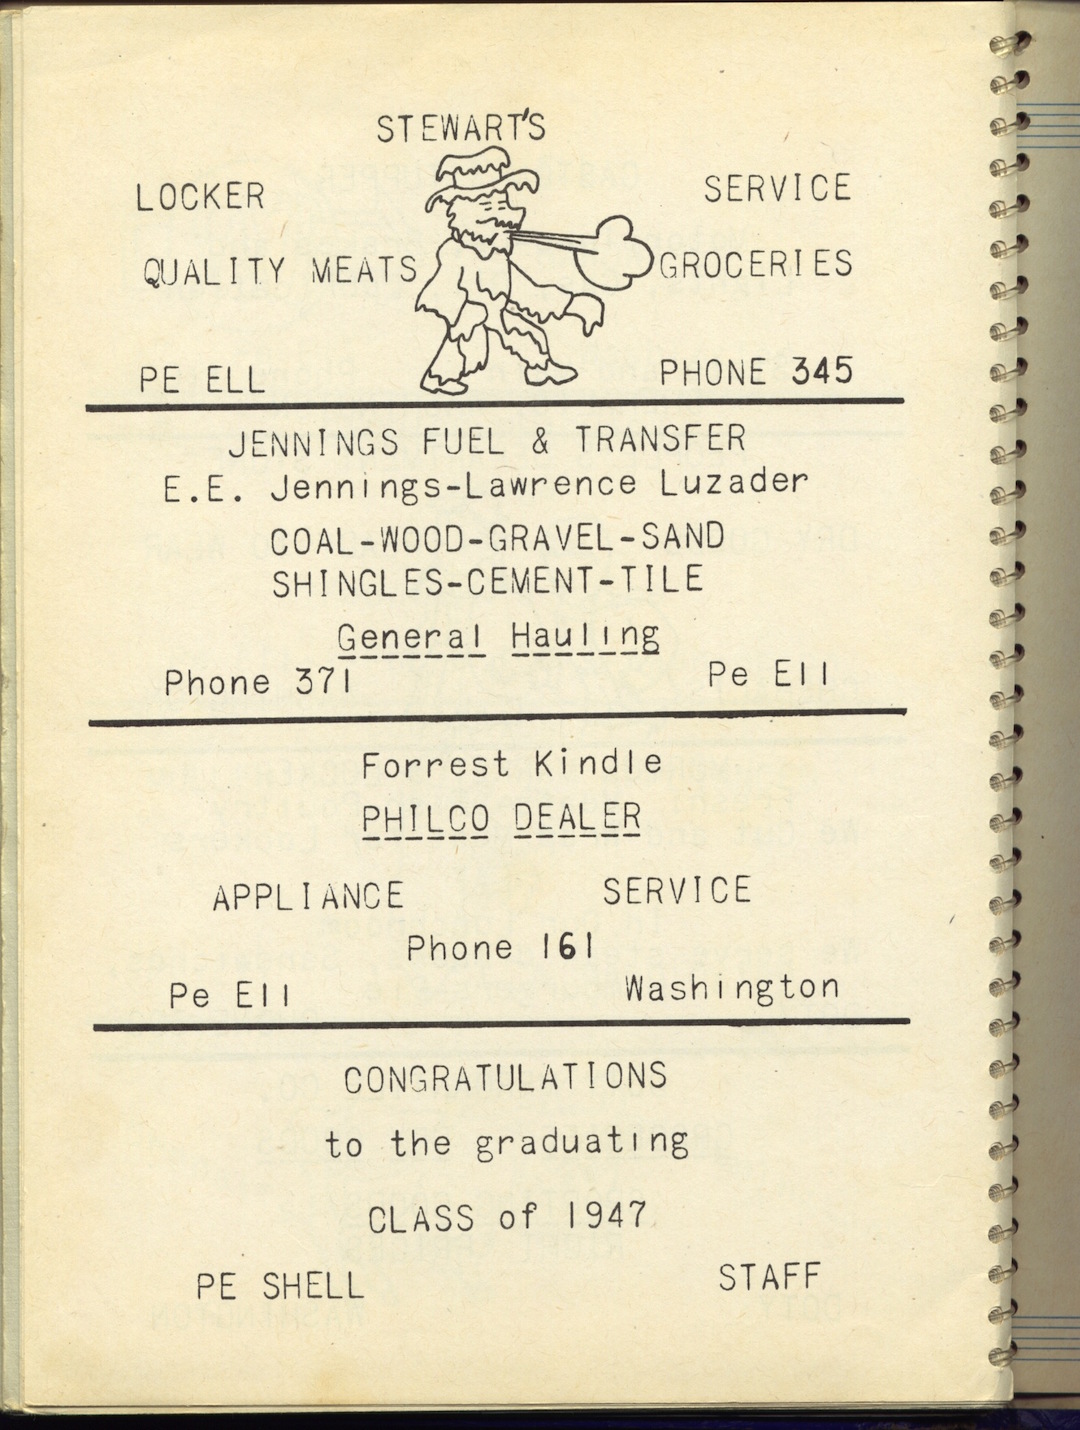 STEWART'S
LOCKER SERVICE
QUALITY MEATS GROCERIES
PE ELL PHONE 345
JENNINGS FUEL & TRANSFER
E.E. Jennings-Lawrence Luzader
COAL-WOOD-GRAVEL-SAND
SHINGLES-CEMENT-TILE
General Hauling
Phone 371 Pe Ell
Forrest Kindle
PHILCO DEALER
APPLIANCE SERVICE
Phone 161
Pe Ell Washington
CONGRATULATIONS
to the graduating
CLASS of 1947
PE SHELL STAFF